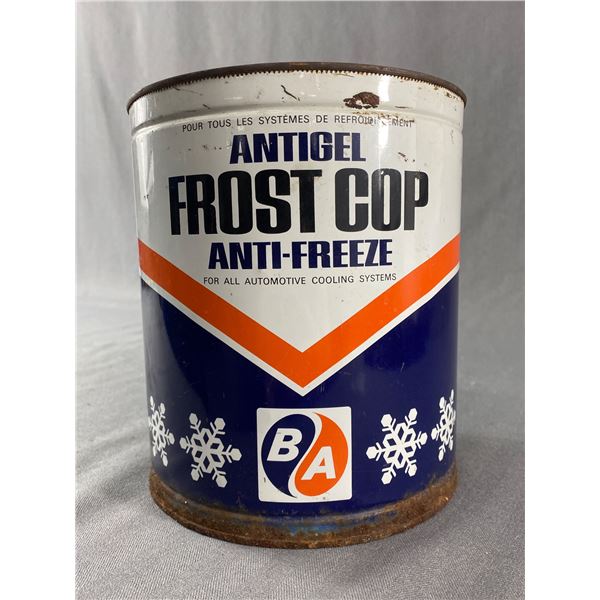 POUR TOUS LES SYSTÈMES DE REFROIDISSEMENT
ANTIGEL
FROST COP
ANTI-FREEZE
FOR ALL AUTOMOTIVE COOLING SYSTEMS
BA